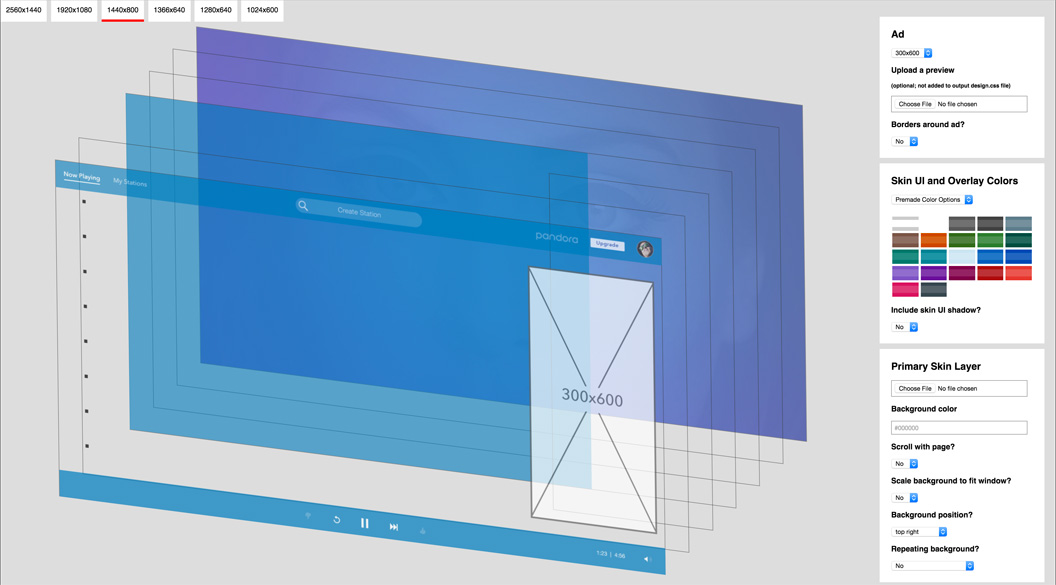 2560x1440 1920x1080 1440x800 1366x640 1280x640 1024x600
Now Playing My Stations
Create Station
pandora Upgrade
300x600
1:23 | 4:56
Ad
300x600
Upload a preview
(optional; not added to output design.css file)
Choose File No file chosen
Borders around ad?
No
Skin UI and Overlay Colors
Premade Color Options
Include skin UI shadow?
No
Primary Skin Layer
Choose File No file chosen
Background color
#000000
Scroll with page?
No
Scale background to fit window?
No
Background position?
top right
Repeating background?
No